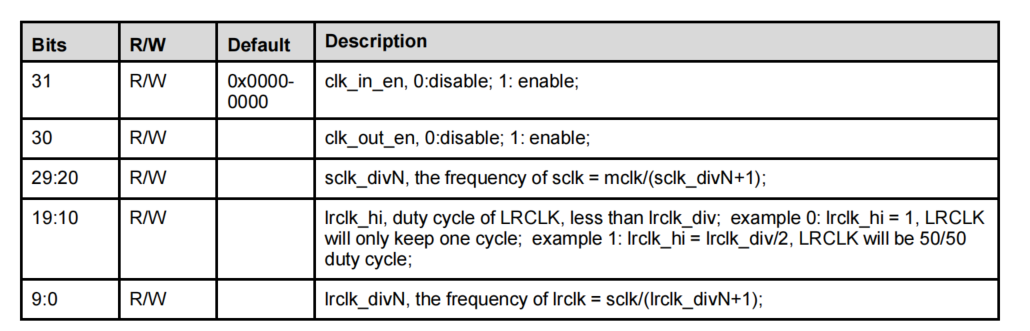 Bits R/W Default Description
31 R/W 0x0000- clk_in_en, 0:disable; 1: enable;
0000
30 R/W clk_out_en, 0:disable; 1: enable;
29:20 R/W sclk_divN, the frequency of sclk = mclk/(sclk_divN+1);
19:10 R/W lrclk_hi, duty cycle of LRCLK, less than lrclk_div; example 0: lrclk_hi = 1, LRCLK
will only keep one cycle; example 1: lrclk_hi = lrclk_div/2, LRCLK will be 50/50
duty cycle;
9:0 R/W lrclk_divN, the frequency of lrclk = sclk/(lrclk_divN+1);